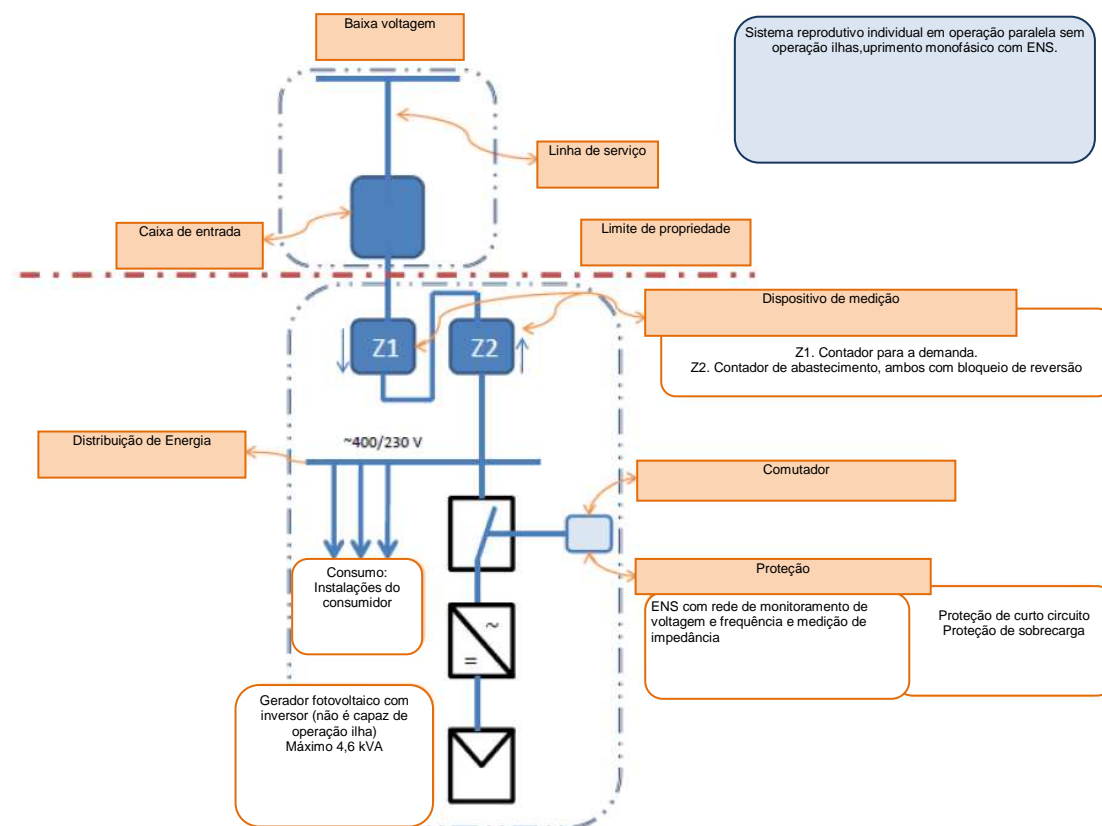 Baixa voltagem
Sistema reprodutivo individual em operação paralela sem
operação ilhas,uprimento monofásico com ENS.
Linha de serviço
Caixa de entrada
Limite de propriedade
Dispositivo de medição
Z1
Z2
Z1. Contador para a demanda.
Z2. Contador de abastecimento, ambos com bloqueio de reversão
Distribuição de Energia
~400/230 V
Comutador
Consumo:
Instalações do
consumidor
Proteção
ENS com rede de monitoramento de
voltagem e frequência e medição de
impedância
Proteção de curto circuito
Proteção de sobrecarga
~
=
Gerador fotovoltaico com
inversor (não é capaz de
operação ilha)
Máximo 4,6 kVA